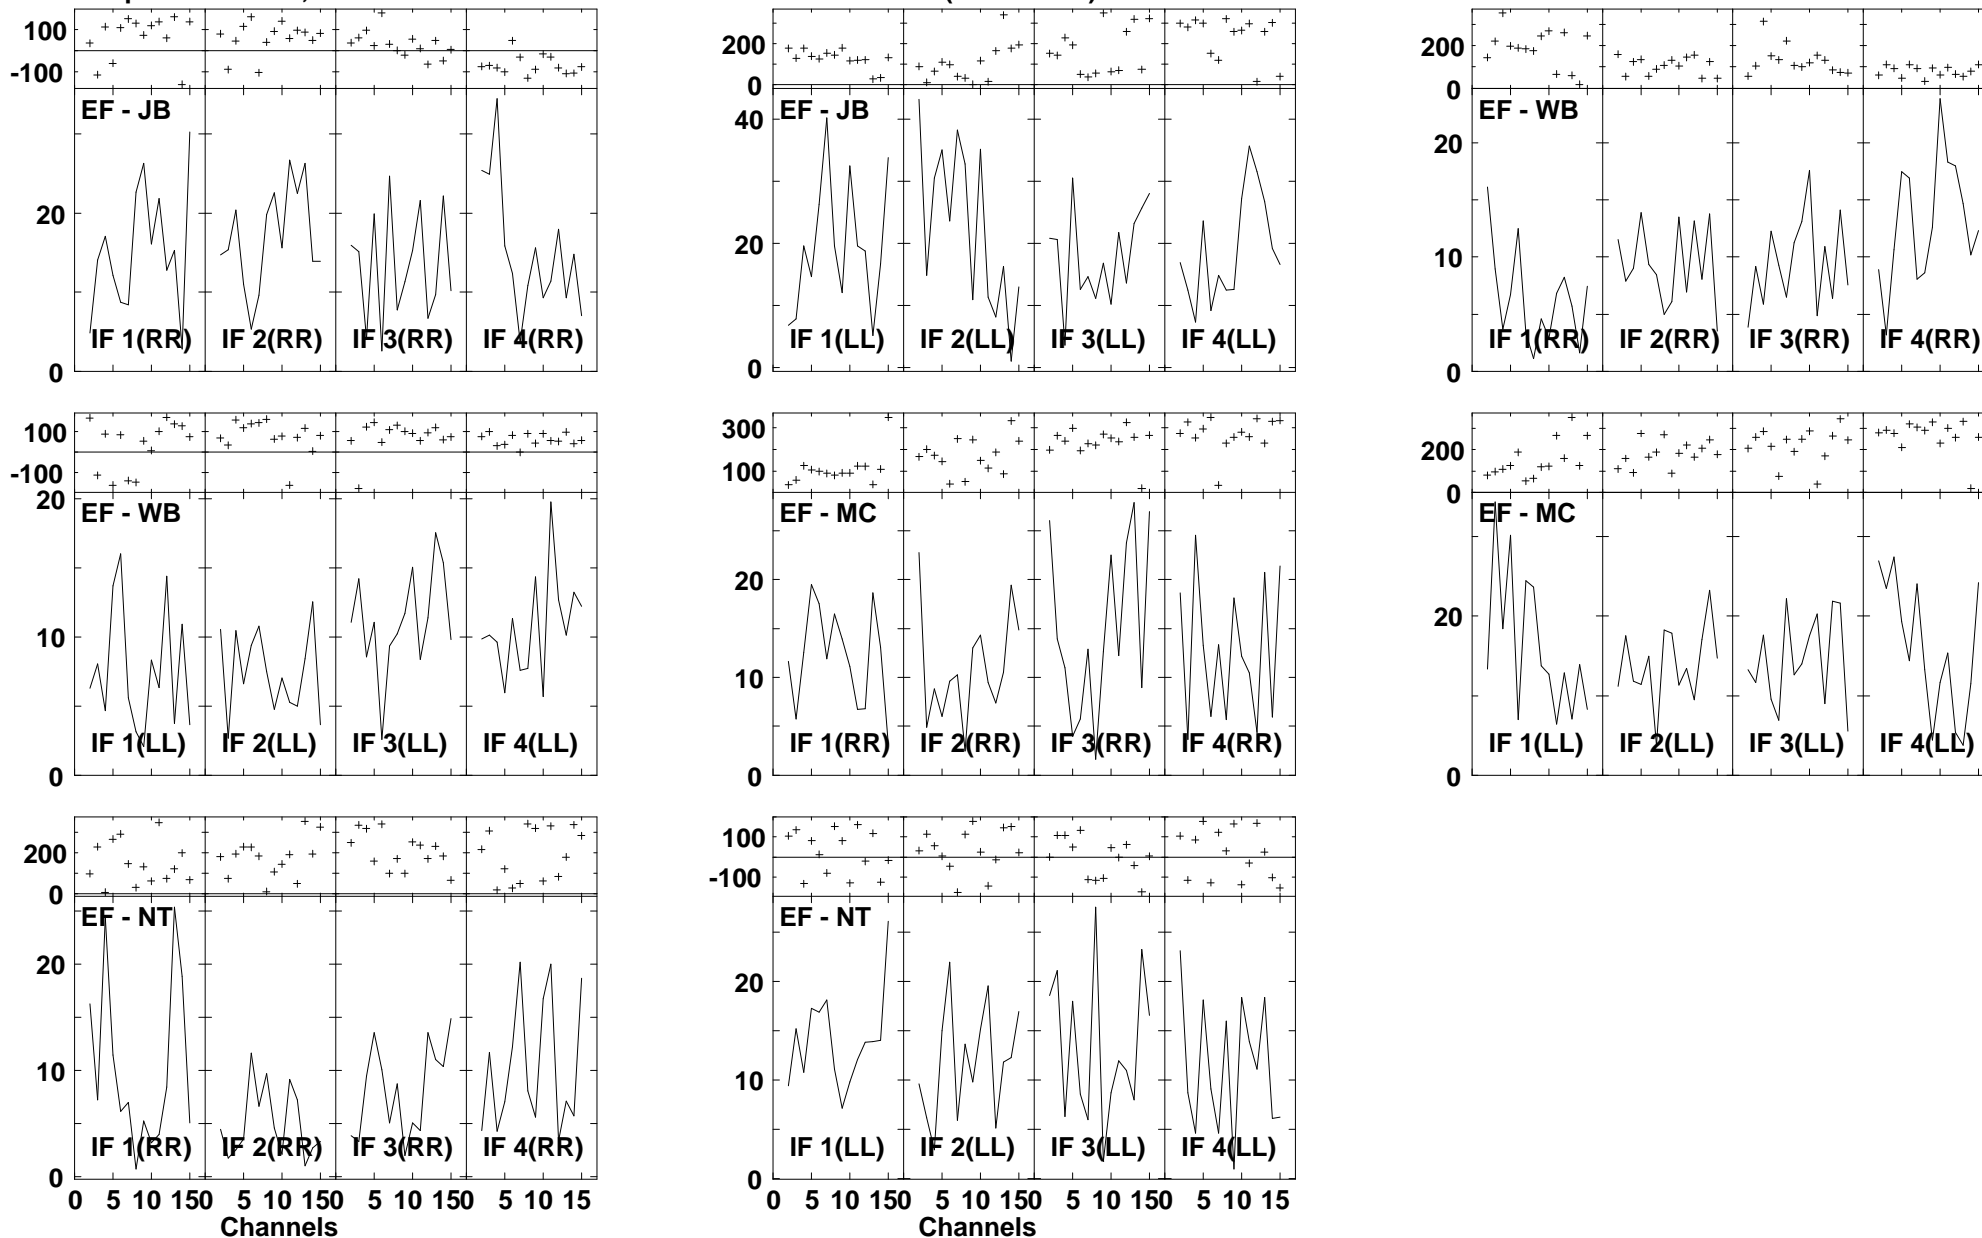 100
-100
EF - JB
20
0
IF 1(RR) IF 2(RR) IF 3(RR) IF 4(RR)
200
0
EF - JB
40
20
0
IF 1(LL) IF 2(LL) IF 3(LL) IF 4(LL)
200
0
EF - WB
20
10
0
IF 1(RR) IF 2(RR) IF 3(RR) IF 4(RR)
100
-100
EF - WB
20
10
0
IF 1(LL) IF 2(LL) IF 3(LL) IF 4(LL)
300
100
EF - MC
20
10
0
IF 1(RR) IF 2(RR) IF 3(RR) IF 4(RR)
200
0
EF - MC
20
0
IF 1(LL) IF 2(LL) IF 3(LL) IF 4(LL)
200
0
EF - NT
20
10
0
IF 1(RR) IF 2(RR) IF 3(RR) IF 4(RR)
0 5 10 150 5 10 150 5 10 150 5 10 15
Channels
100
-100
EF - NT
20
10
0
IF 1(LL) IF 2(LL) IF 3(LL) IF 4(LL)
0 5 10 150 5 10 150 5 10 150 5 10 15
Channels